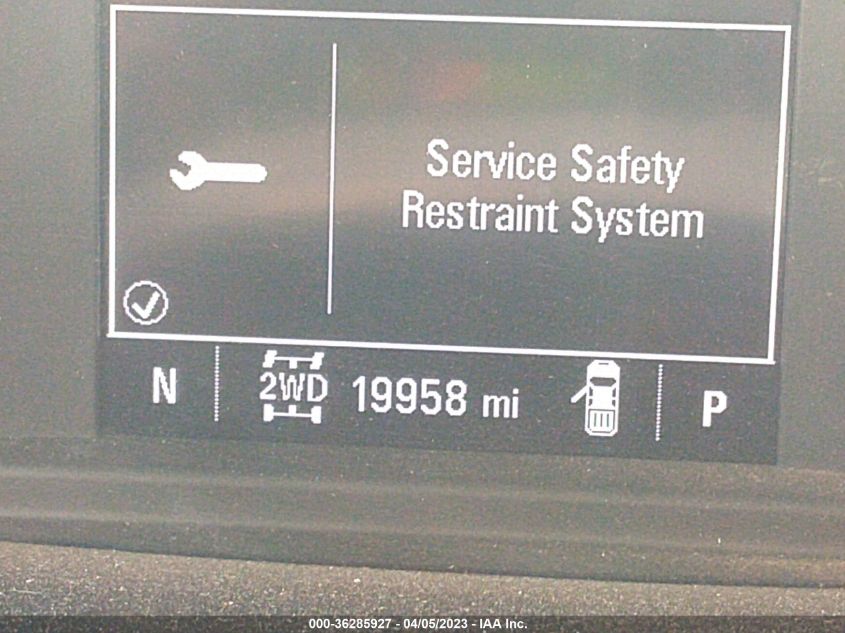 Service Safety
Restraint System
N 2WD 19958 mi P
000-36285927 - 04/05/2023 - IAA Inc.